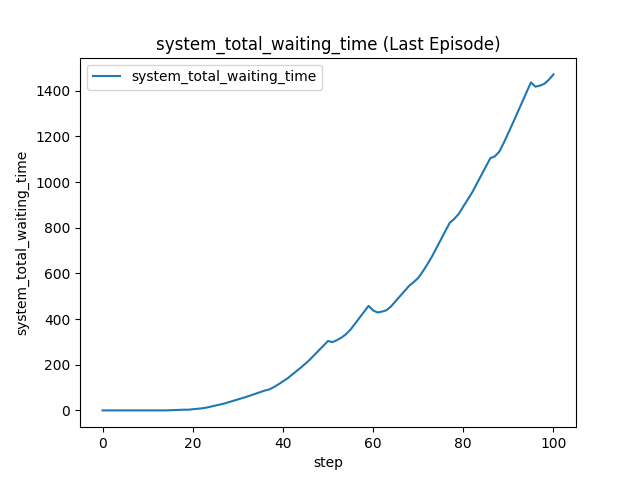 system_total_waiting_time (Last Episode)
system_total_waiting_time
system_total_waiting_time
1400
1200
1000
800
600
400
200
0
0 20 40 60 80 100
step